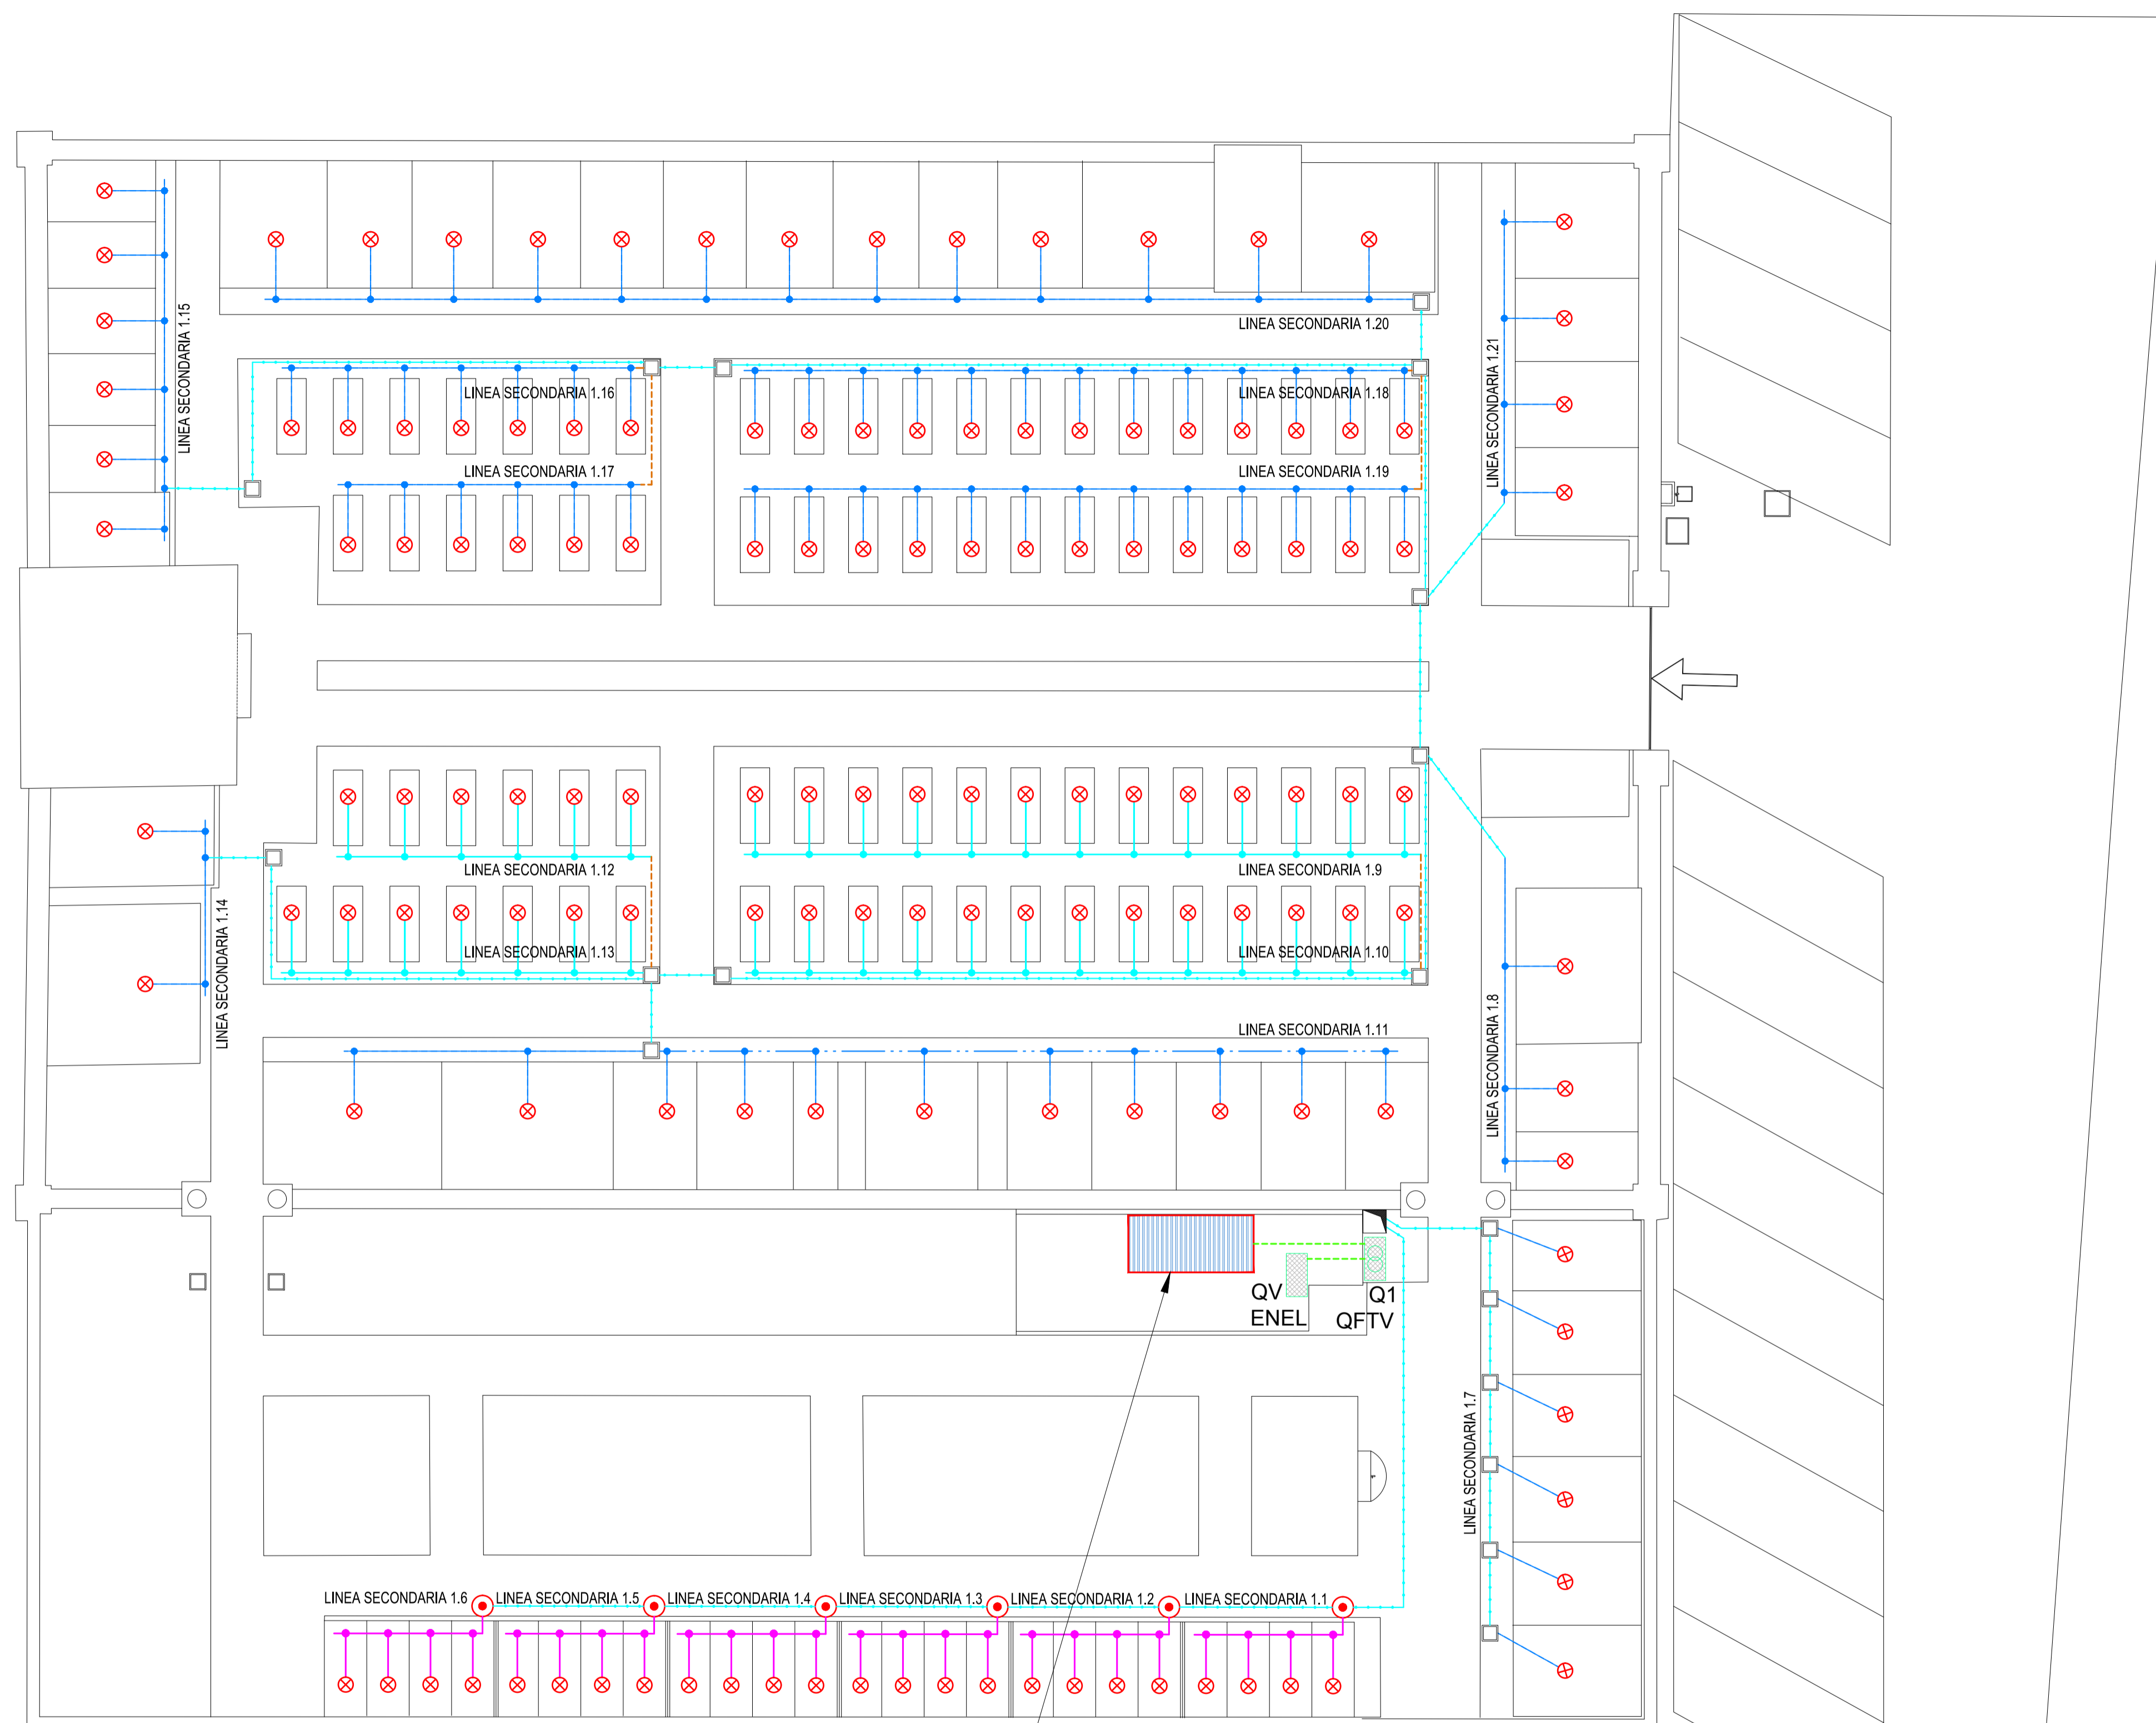 LINEA SECONDARIA 1.15
LINEA SECONDARIA 1.20
LINEA SECONDARIA 1.21
LINEA SECONDARIA 1.16
LINEA SECONDARIA 1.18
LINEA SECONDARIA 1.17
LINEA SECONDARIA 1.19
LINEA SECONDARIA 1.12
LINEA SECONDARIA 1.9
LINEA SECONDARIA 1.14
LINEA SECONDARIA 1.13
LINEA SECONDARIA 1.10
LINEA SECONDARIA 1.11
LINEA SECONDARIA 1.8
QV
ENEL
Q1
QFTV
LINEA SECONDARIA 1.7
LINEA SECONDARIA 1.6
LINEA SECONDARIA 1.5
LINEA SECONDARIA 1.4
LINEA SECONDARIA 1.3
LINEA SECONDARIA 1.2
LINEA SECONDARIA 1.1